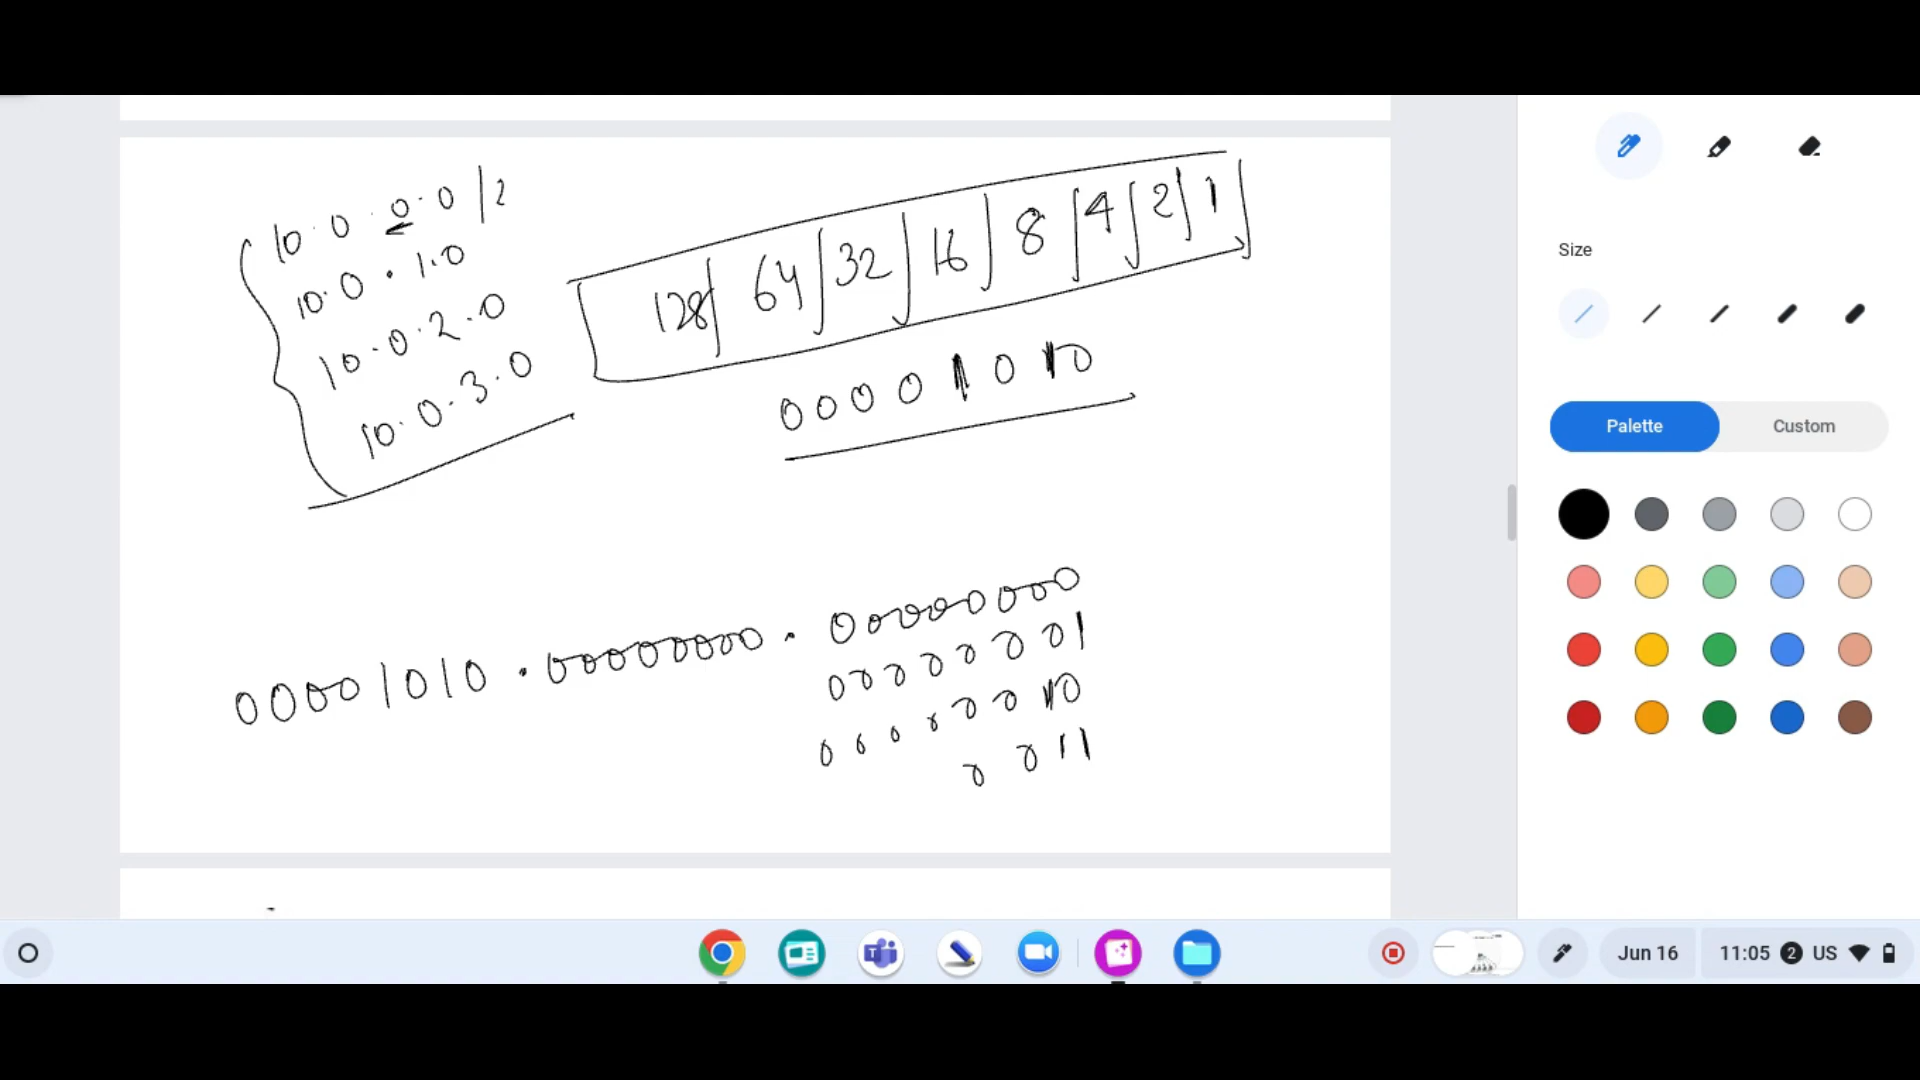 10.0.0.0/2
10.0.1.0
10.0.2.0
10.0.3.0
128 64 32 16 8 4 2 1
00001010
00001010.00000000.00000000
00000001
00000010
0011
Size
Palette
Custom
Jun 16
11:05 2 US